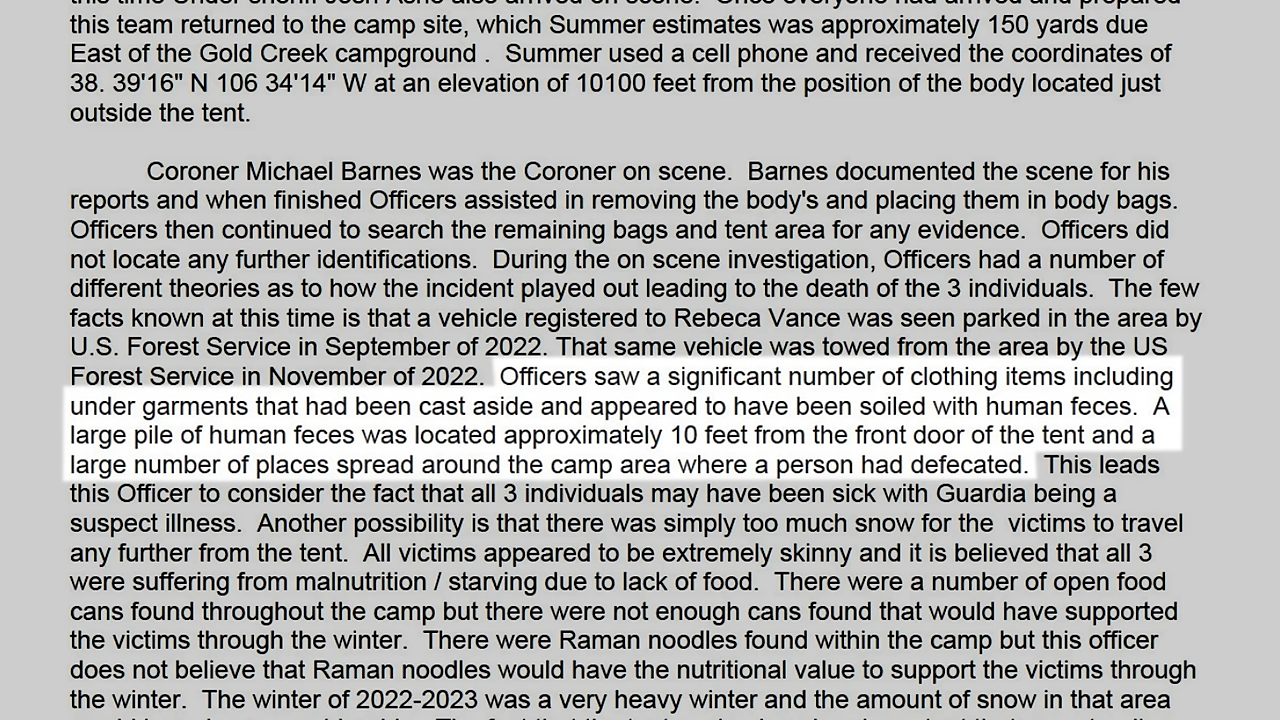 this team returned to the camp site, which Summer estimates was approximately 150 yards due
East of the Gold Creek campground .  Summer used a cell phone and received the coordinates of
38. 39'16" N 106 34'14" W at an elevation of 10100 feet from the position of the body located just
outside the tent.
Coroner Michael Barnes was the Coroner on scene.  Barnes documented the scene for his
reports and when finished Officers assisted in removing the body's and placing them in body bags.
Officers then continued to search the remaining bags and tent area for any evidence.  Officers did
not locate any further identifications.  During the on scene investigation, Officers had a number of
different theories as to how the incident played out leading to the death of the 3 individuals.  The few
facts known at this time is that a vehicle registered to Rebeca Vance was seen parked in the area by
U.S. Forest Service in September of 2022. That same vehicle was towed from the area by the US
Forest Service in November of 2022.  Officers saw a significant number of clothing items including
under garments that had been cast aside and appeared to have been soiled with human feces.  A
large pile of human feces was located approximately 10 feet from the front door of the tent and a
large number of places spread around the camp area where a person had defecated.  This leads
this Officer to consider the fact that all 3 individuals may have been sick with Guardia being a
suspect illness.  Another possibility is that there was simply too much snow for the  victims to travel
any further from the tent.  All victims appeared to be extremely skinny and it is believed that all 3
were suffering from malnutrition / starving due to lack of food.  There were a number of open food
cans found throughout the camp but there were not enough cans found that would have supported
the victims through the winter.  There were Raman noodles found within the camp but this officer
does not believe that Raman noodles would have the nutritional value to support the victims through
the winter.  The winter of 2022-2023 was a very heavy winter and the amount of snow in that area